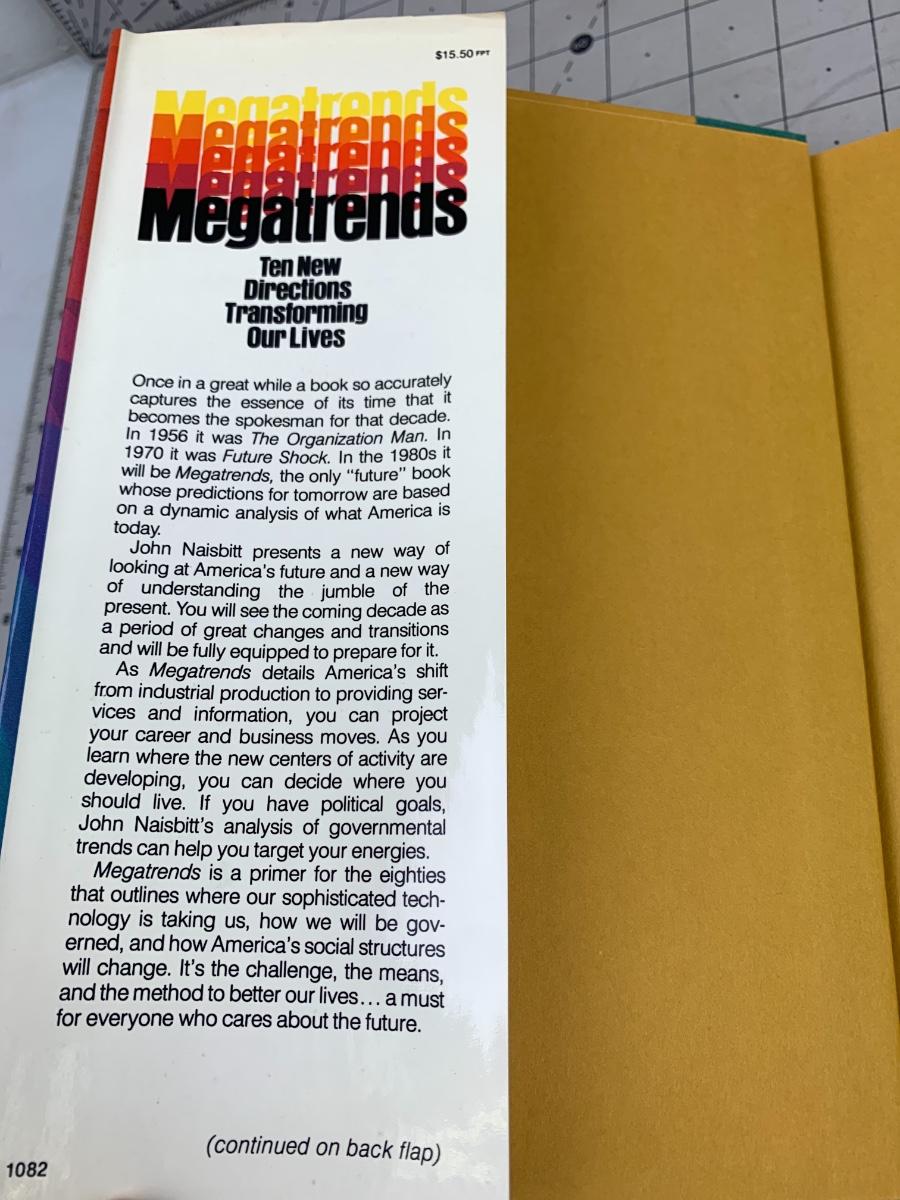 $15.50 FPT
Megatrends
Megatrends
Megatrends
Megatrends
Megatrends
Ten New
Directions
Transforming
Our Lives
Once in a great while a book so accurately
captures the essence of its time that it
becomes the spokesman for that decade.
In 1956 it was The Organization Man. In
1970 it was Future Shock. In the 1980s it
will be Megatrends, the only "future" book
whose predictions for tomorrow are based
on a dynamic analysis of what America is
today.
John Naisbitt presents a new way of
looking at America's future and a new way
of understanding the jumble of the
present. You will see the coming decade as
a period of great changes and transitions
and will be fully equipped to prepare for it.
As Megatrends details America's shift
from industrial production to providing ser-
vices and information, you can project
your career and business moves. As you
learn where the new centers of activity are
developing, you can decide where you
should live. If you have political goals,
John Naisbitt's analysis of governmental
trends can help you target your energies.
Megatrends is a primer for the eighties
that outlines where our sophisticated tech-
nology is taking us, how we will be gov-
erned, and how America's social structures
will change. It's the challenge, the means,
and the method to better our lives... a must
for everyone who cares about the future.
(continued on back flap)
1082